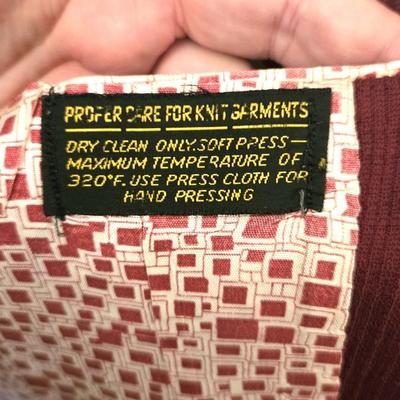 PROPER CARE FOR KNIT GARMENTS
DRY CLEAN ONLY. SOFT PRESS—
MAXIMUM TEMPERATURE OF
320°F. USE PRESS CLOTH FOR
HAND PRESSING